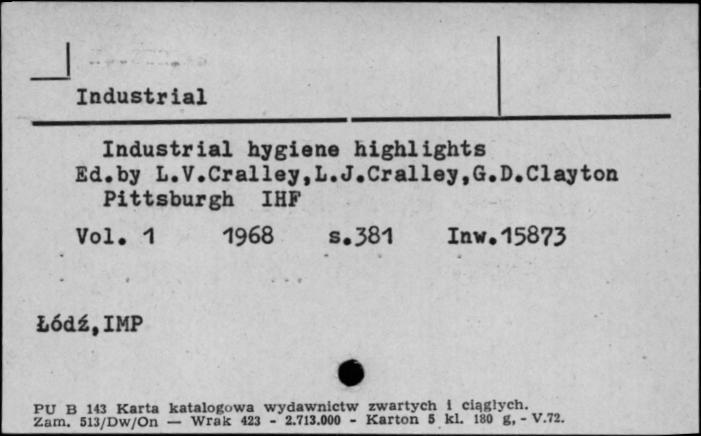 Industrial
Industrial hygiene highlights
Ed.by L.V.Cralley,L.J.Cralley,G.D.Clayton
Pittsburgh IHF
Vol. 1 1968 s.381 Inw.15873
Łódź,IMP
PU B 143 Karta katalogowa wydawnictw zwartych i ciągłych.
Zam. 513/Dw/On — Wrak 423 - 2.713.000 - Karton 5 kl. 180 g, - V.72.